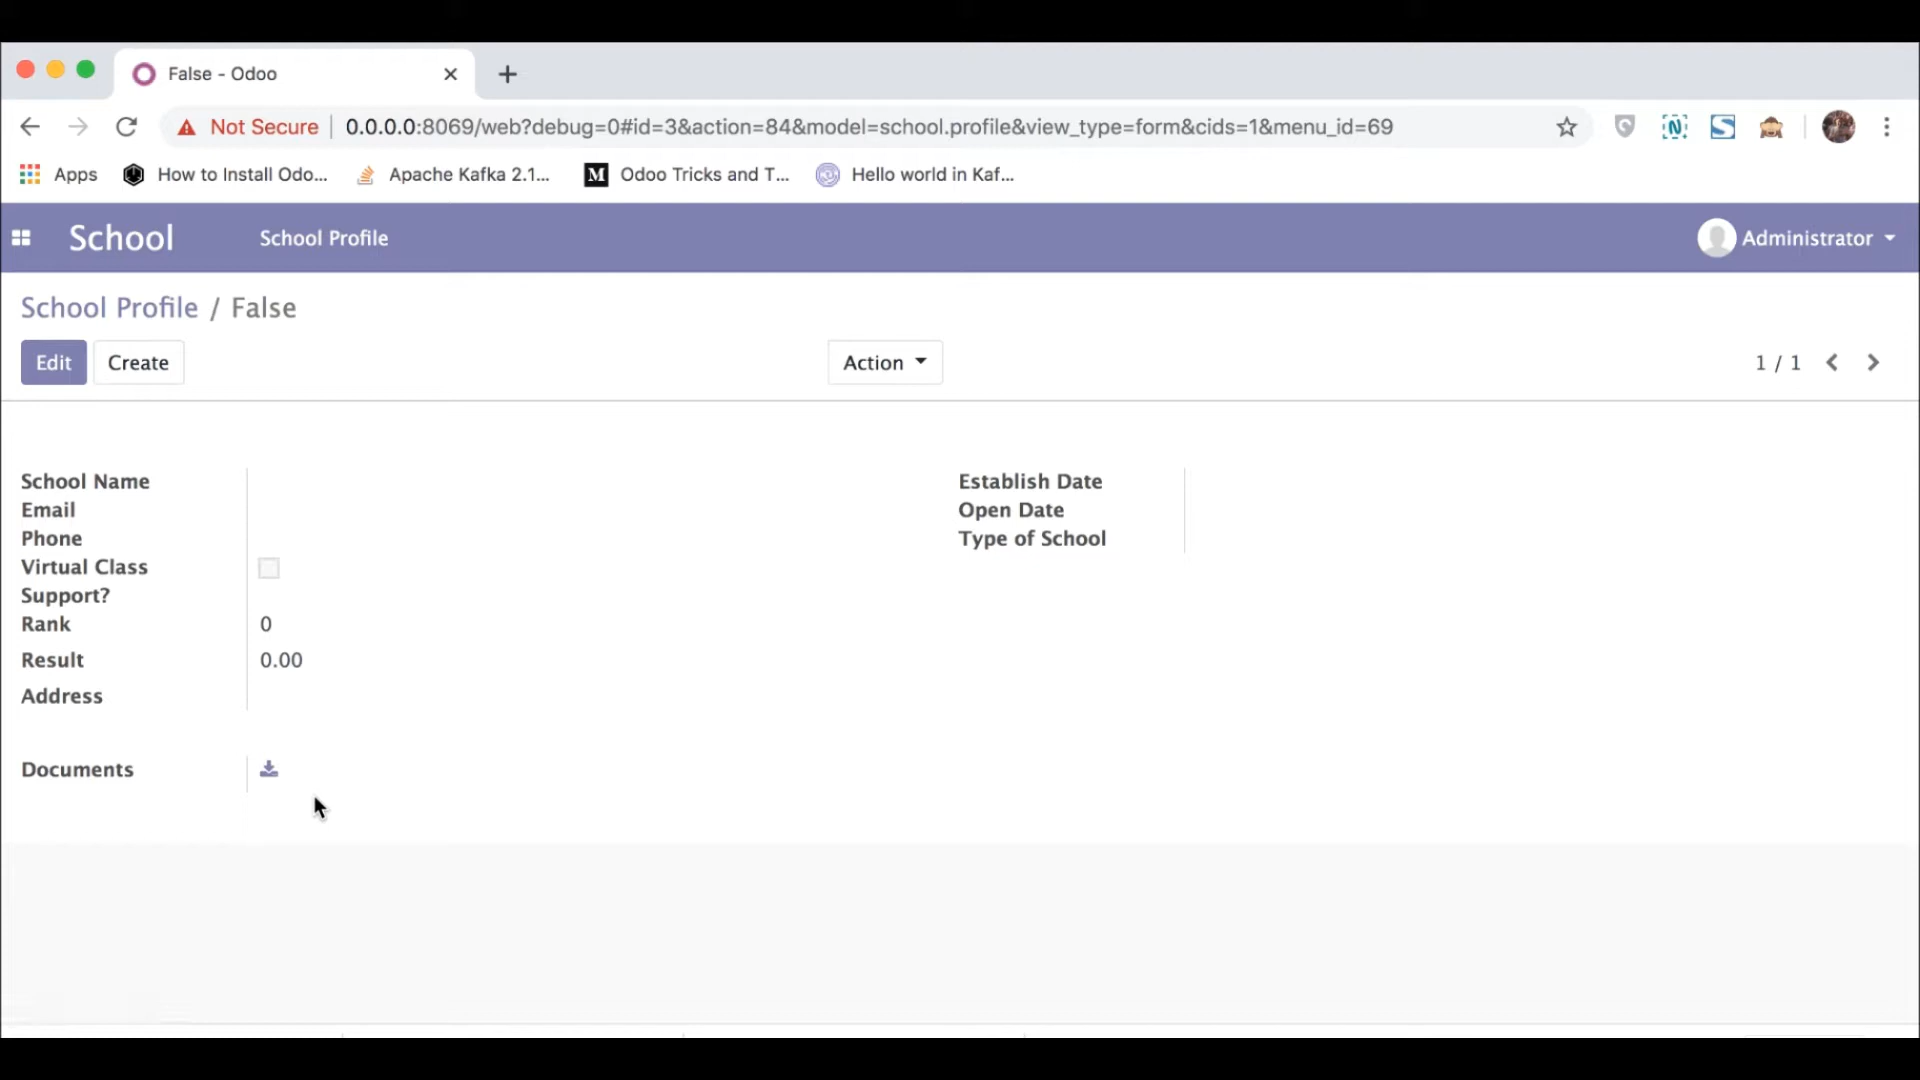 False - Odoo
Not Secure | 0.0.0.0:8069/web?debug=0#id=3&action=84&model=school.profile&view_type=form&cids=1&menu_id=69
Apps How to Install Odo... Apache Kafka 2.1... M Odoo Tricks and T... Hello world in Kaf...
School School Profile Administrator
School Profile / False
Edit Create Action 1 / 1
School Name
Email
Phone
Virtual Class
Support?
Rank 0
Result 0.00
Address
Documents
Establish Date
Open Date
Type of School